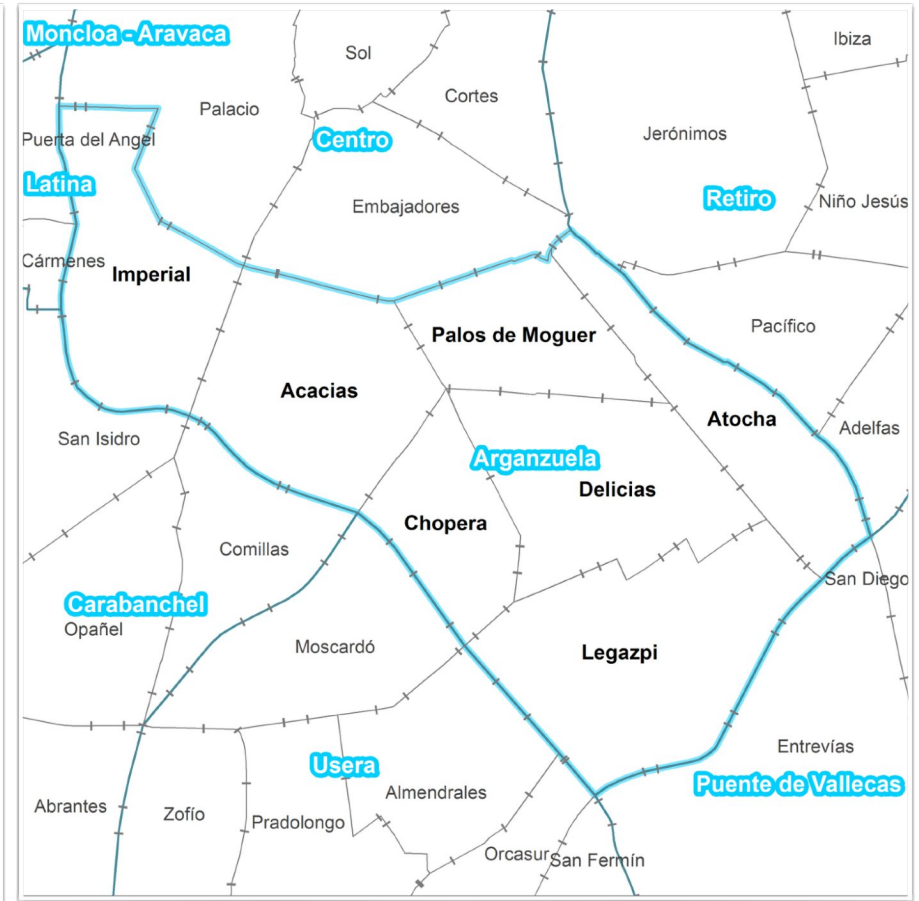 Moncloa - Aravaca
Sol
Ibiza
Palacio
Cortes
Puerta del Angel
Centro
Jerónimos
Latina
Embajadores
Retiro
Niño Jesús
Cármenes
Imperial
Palos de Moguer
Pacífico
Acacias
Atocha
Adelfas
San Isidro
Arganzuela
Delicias
Chopera
Comillas
San Diego
Carabanchel
Opañel
Moscardó
Legazpi
Entrevías
Usera
Puente de Vallecas
Almendrales
Abrantes
Zofío
Pradolongo
Orcasur
San Fermín